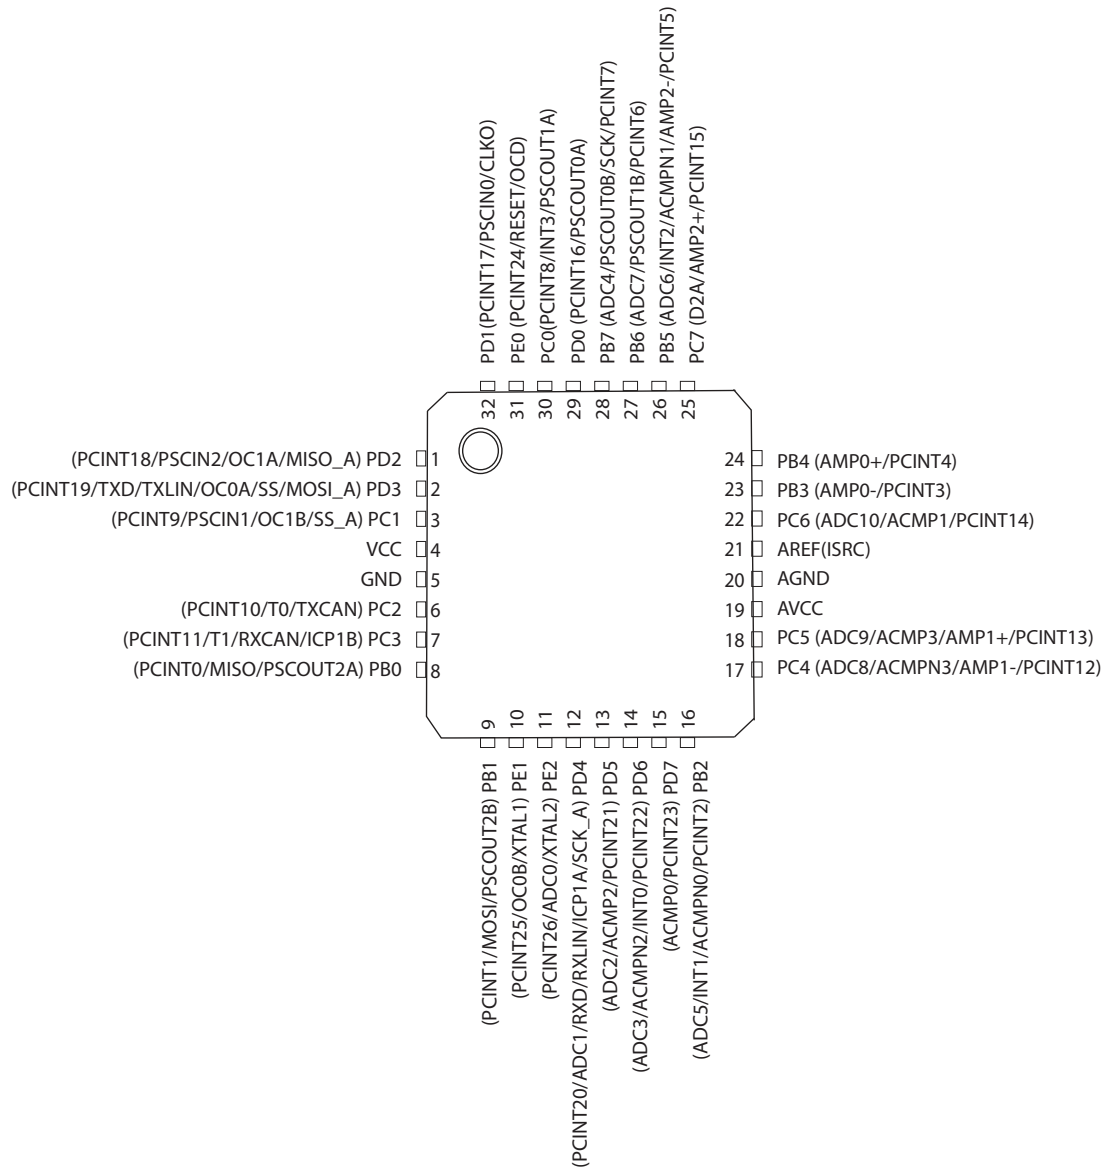 PD1(PCINT17/PSCIN0/CLKO)
PE0 (PCINT24/RESET/OCD)
PC0(PCINT8/INT3/PSCOUT1A)
PD0 (PCINT16/PSCOUT0A)
PB7 (ADC4/PSCOUT0B/SCK/PCINT7)
PB6 (ADC7/PSCOUT1B/PCINT6)
PB5 (ADC6/INT2/ACMPN1/AMP2-/PCINT5)
PC7 (D2A/AMP2+/PCINT15)
32
31
30
29
28
27
26
25
(PCINT18/PSCIN2/OC1A/MISO_A) PD2 1
(PCINT19/TXD/TXLIN/OC0A/SS/MOSI_A) PD3 2
(PCINT9/PSCIN1/OC1B/SS_A) PC1 3
VCC 4
GND 5
(PCINT10/T0/TXCAN) PC2 6
(PCINT11/T1/RXCAN/ICP1B) PC3 7
(PCINT0/MISO/PSCOUT2A) PB0 8
24 PB4 (AMP0+/PCINT4)
23 PB3 (AMP0-/PCINT3)
22 PC6 (ADC10/ACMP1/PCINT14)
21 AREF(ISRC)
20 AGND
19 AVCC
18 PC5 (ADC9/ACMP3/AMP1+/PCINT13)
17 PC4 (ADC8/ACMPN3/AMP1-/PCINT12)
9
10
11
12
13
14
15
16
(PCINT1/MOSI/PSCOUT2B) PB1
(PCINT25/OC0B/XTAL1) PE1
(PCINT26/ADC0/XTAL2) PE2
(PCINT20/ADC1/RXD/RXLIN/ICP1A/SCK_A) PD4
(ADC2/ACMP2/PCINT21) PD5
(ADC3/ACMPN2/INT0/PCINT22) PD6
(ACMP0/PCINT23) PD7
(ADC5/INT1/ACMPN0/PCINT2) PB2